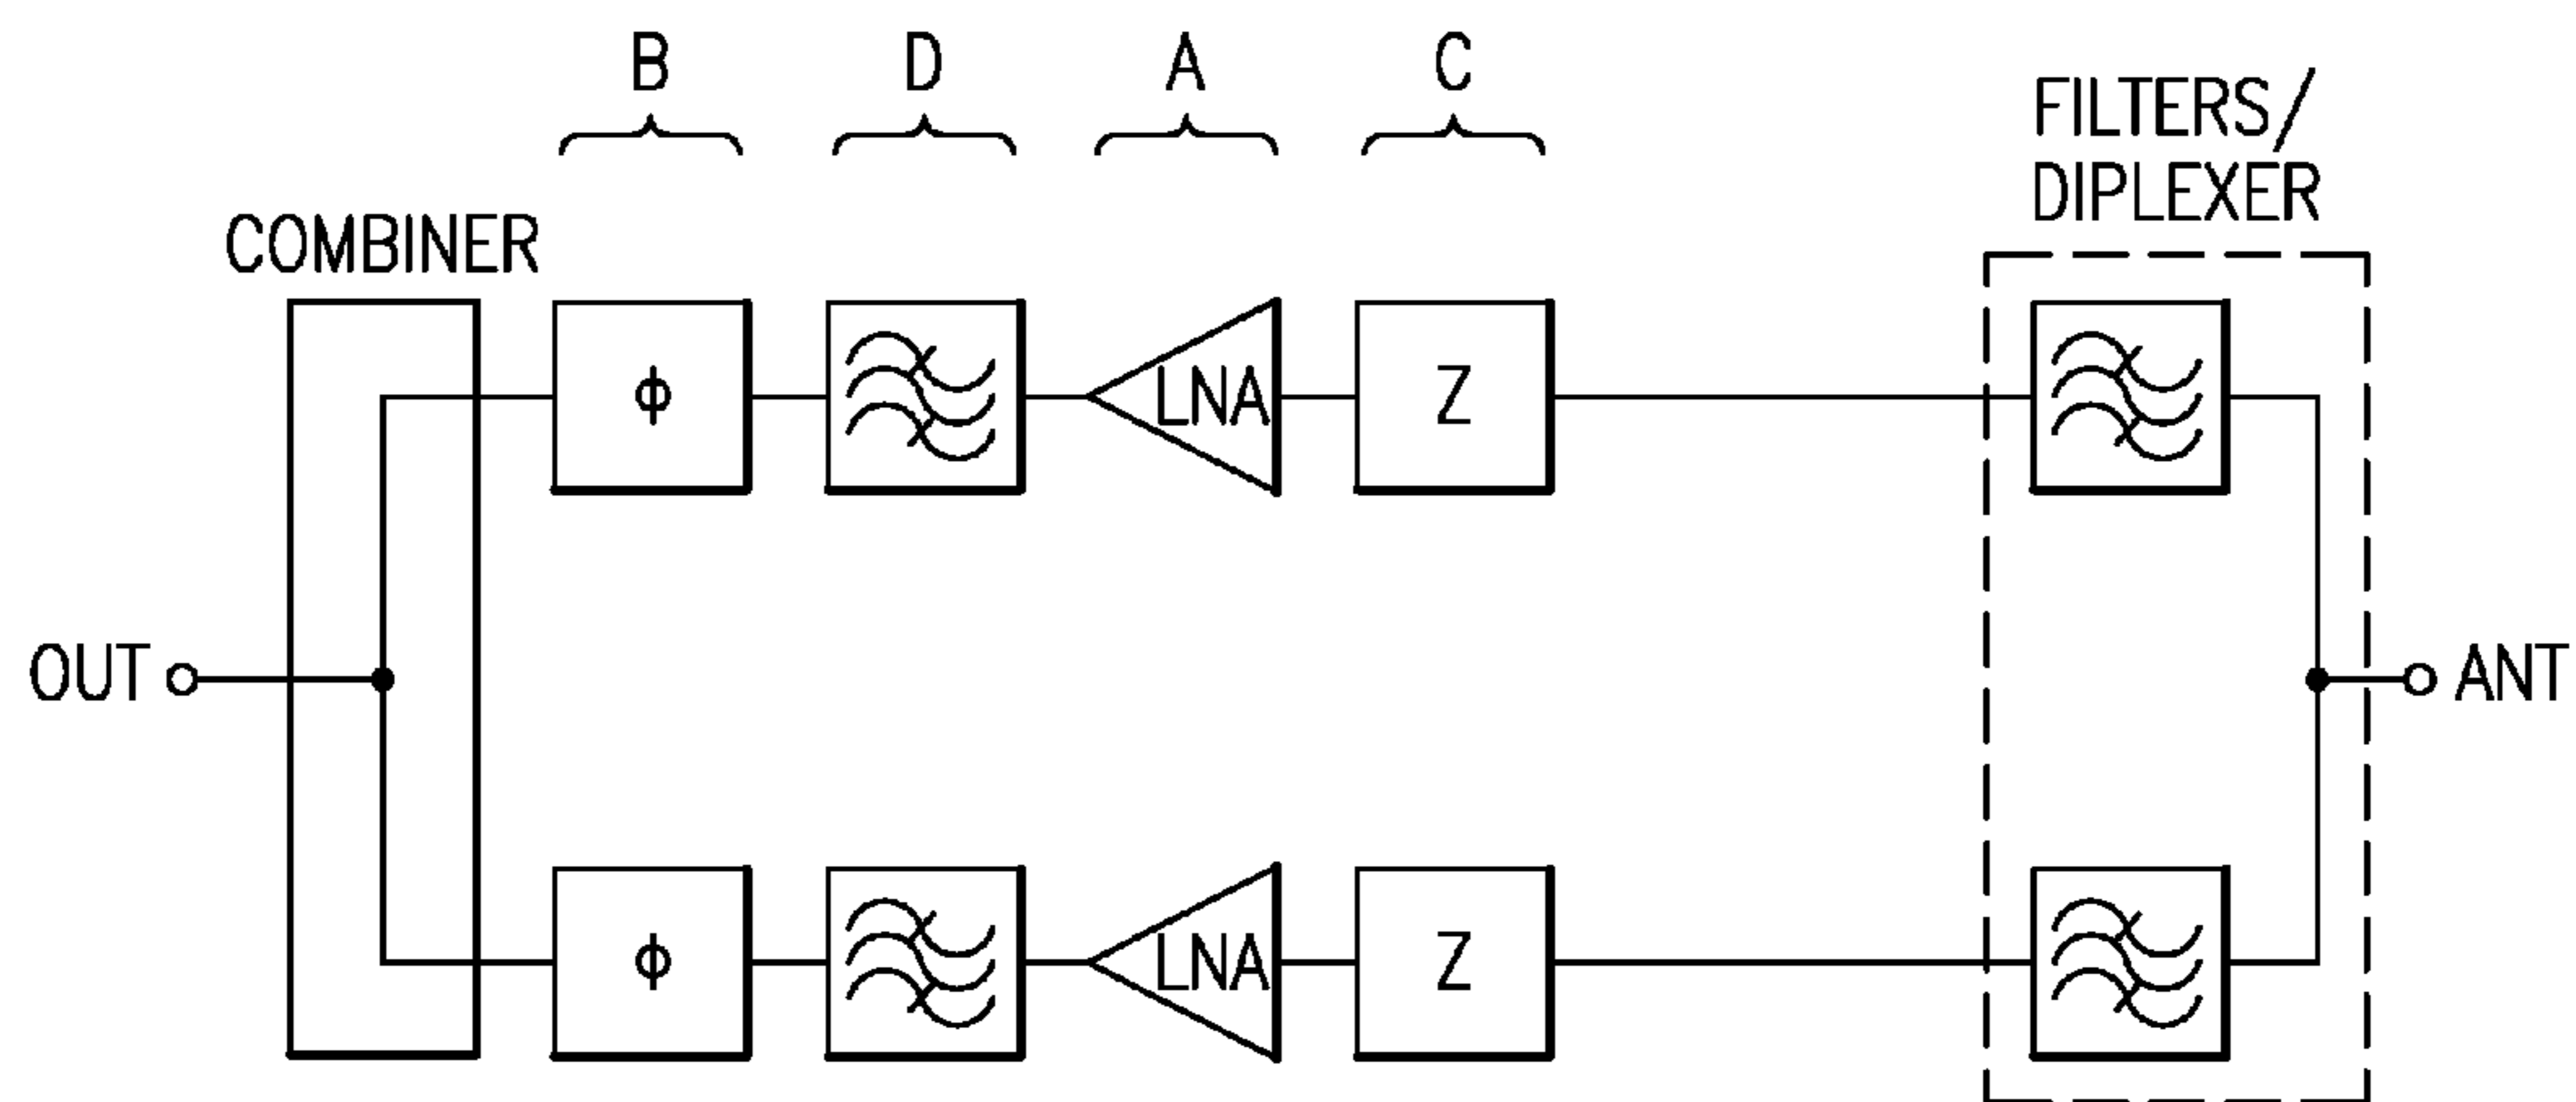 B D A C
FILTERS/
DIPLEXER
COMBINER
ϕ LNA Z
OUT ANT
ϕ LNA Z